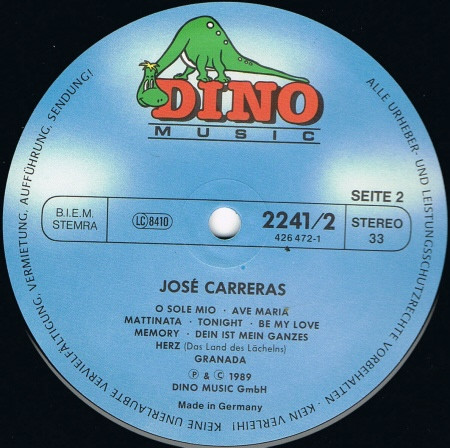 DINO
MUSIC
SEITE 2
B.I.E.M.
STEMRA
LC 8410
2241/2
426 472-1
STEREO
33
JOSÉ CARRERAS
O SOLE MIO · AVE MARIA
MATTINATA · TONIGHT · BE MY LOVE
MEMORY · DEIN IST MEIN GANZES
HERZ (Das Land des Lächelns)
GRANADA
Ⓟ & © 1989
DINO MUSIC GmbH
Made in Germany
ALLE URHEBER- UND LEISTUNGSSCHUTZRECHTE VORBEHALTEN · KEIN VERLEIH! KEINE UNERLAUBTE VERVIELFÄLTIGUNG, VERMIETUNG, AUFFÜHRUNG, SENDUNG!